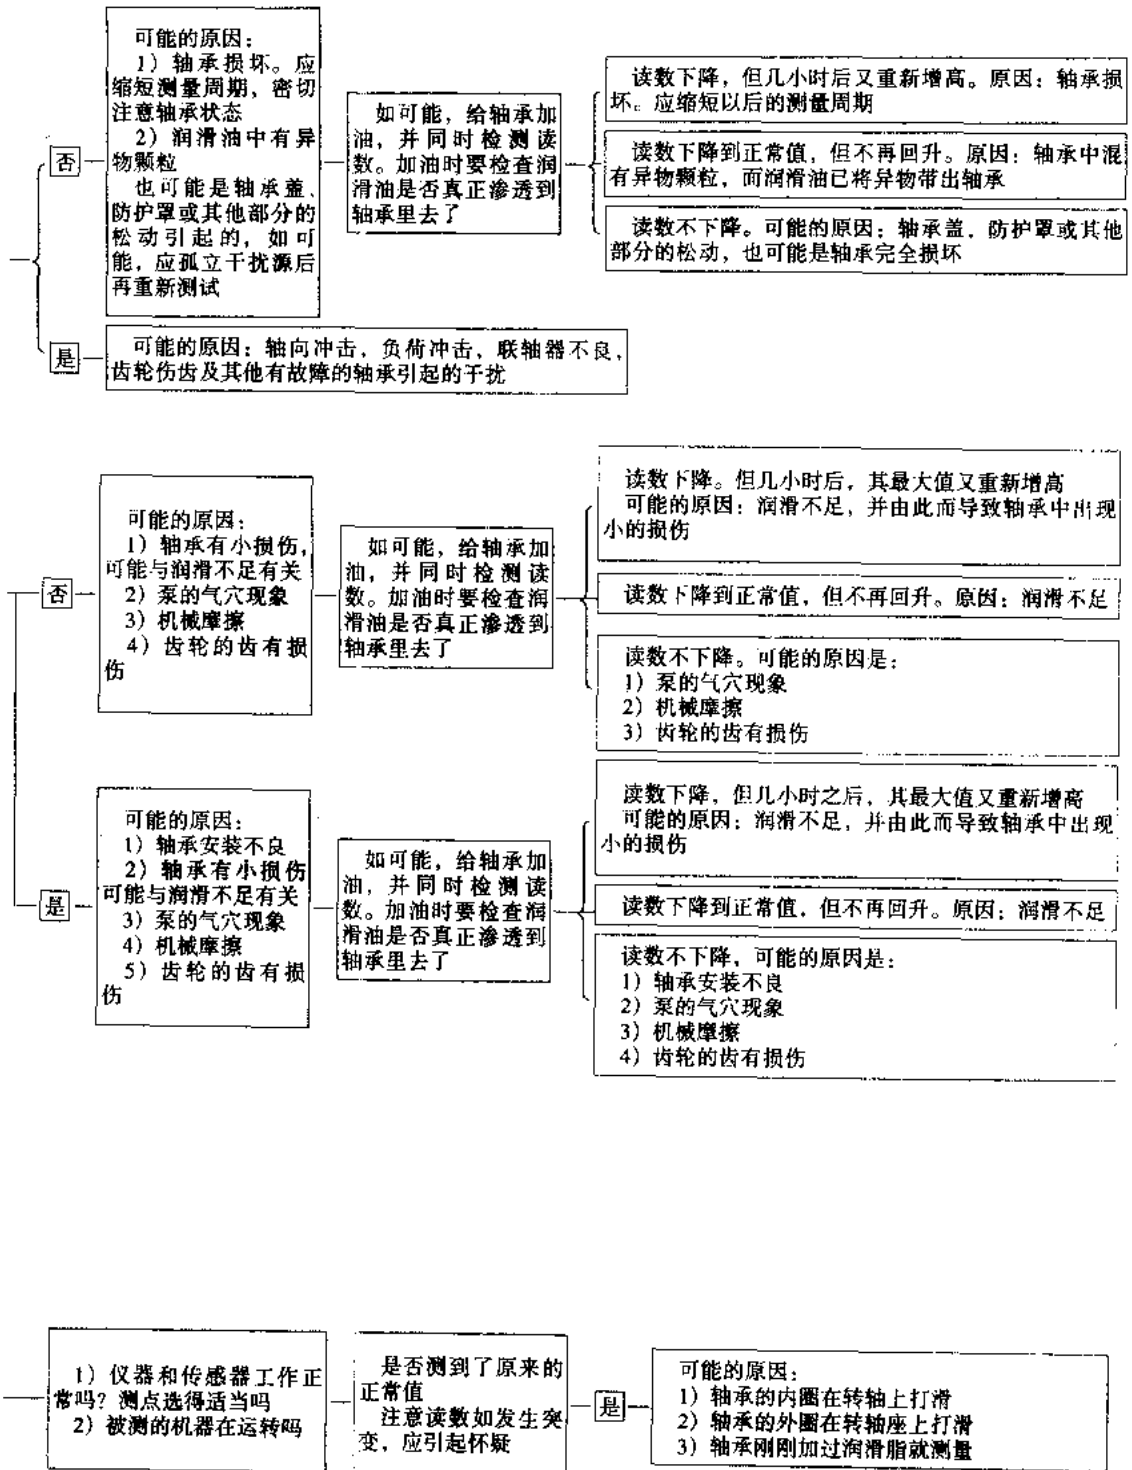 否
可能的原因:
1) 轴承损坏。应
缩短测量周期, 密切
注意轴承状态
2) 润滑油中有异
物颗粒
也可能是轴承盖、
防护罩或其他部分的
松动引起的, 如可
能, 应孤立干扰源后
再重新测试
如可能, 给轴承加
油, 并同时检测读
数。加油时要检查润
滑油是否真正渗透到
轴承里去了
读数下降, 但几小时后又重新增高。原因: 轴承损
坏。应缩短以后的测量周期
读数下降到正常值, 但不再回升。原因: 轴承中混
有异物颗粒, 而润滑油已将异物带出轴承
读数不下降。可能的原因: 轴承盖, 防护罩或其他
部分的松动, 也可能是轴承完全损坏
是
可能的原因: 轴向冲击, 负荷冲击, 联轴器不良,
齿轮伤齿及其他有故障的轴承引起的干扰
否
可能的原因:
1) 轴承有小损伤,
可能与润滑不足有关
2) 泵的气穴现象
3) 机械摩擦
4) 齿轮的齿有损
伤
如可能, 给轴承加
油, 并同时检测读
数。加油时要检查润
滑油是否真正渗透到
轴承里去了
读数下降。但几小时后, 其最大值又重新增高
可能的原因: 润滑不足, 并由此而导致轴承中出现
小的损伤
读数下降到正常值, 但不再回升。原因: 润滑不足
读数不下降。可能的原因是:
1) 泵的气穴现象
2) 机械摩擦
3) 齿轮的齿有损伤
是
可能的原因:
1) 轴承安装不良
2) 轴承有小损伤
可能与润滑不足有关
3) 泵的气穴现象
4) 机械摩擦
5) 齿轮的齿有损
伤
如可能, 给轴承加
油, 并同时检测读
数。加油时要检查润
滑油是否真正渗透到
轴承里去了
读数下降, 但几小时之后, 其最大值又重新增高
可能的原因: 润滑不足, 并由此而导致轴承中出现
小的损伤
读数下降到正常值, 但不再回升。原因: 润滑不足
读数不下降, 可能的原因是:
1) 轴承安装不良
2) 泵的气穴现象
3) 机械摩擦
4) 齿轮的齿有损伤
1) 仪器和传感器工作正
常吗? 测点选得适当吗
2) 被测的机器在运转吗
是否测到了原来的
正常值
注意读数如发生突
变, 应引起怀疑
是
可能的原因:
1) 轴承的内圈在转轴上打滑
2) 轴承的外圈在转轴座上打滑
3) 轴承刚刚加过润滑脂就测量